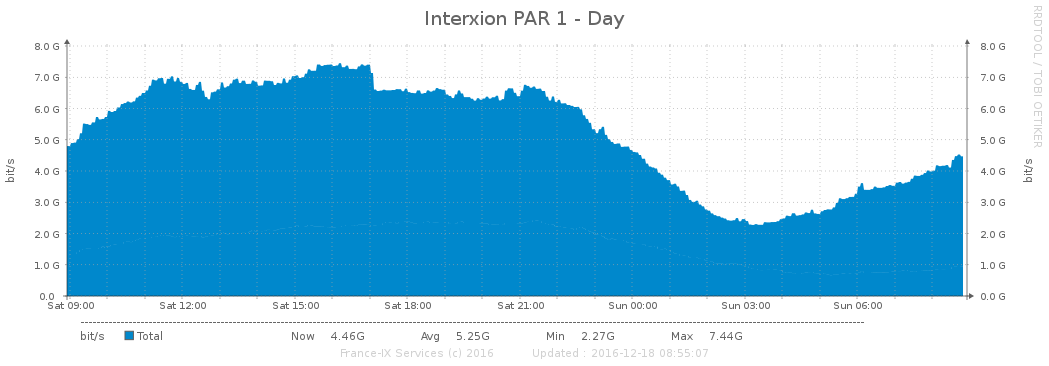 Interxion PAR 1 - Day
RRDTOOL / TOBI OETIKER
8.0 G 8.0 G
7.0 G 7.0 G
6.0 G 6.0 G
5.0 G 5.0 G
4.0 G 4.0 G
3.0 G 3.0 G
2.0 G 2.0 G
1.0 G 1.0 G
0.0 0.0 G
bit/s bit/s
Sat 09:00 Sat 12:00 Sat 15:00 Sat 18:00 Sat 21:00 Sun 00:00 Sun 03:00 Sun 06:00
bit/s Total Now 4.46G Avg 5.25G Min 2.27G Max 7.44G
France-IX Services (c) 2016 Updated : 2016-12-18 08:55:07